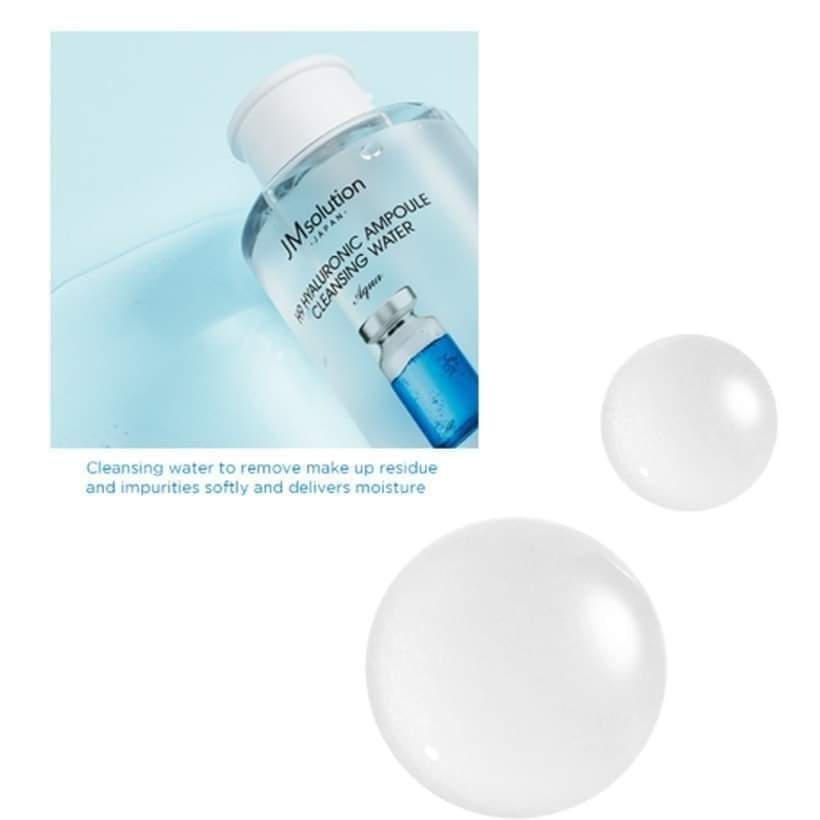 JMsolution
-JAPAN-
H9 HYALURONIC AMPOULE
CLEANSING WATER
Aqua
Cleansing water to remove make up residue
and impurities softly and delivers moisture